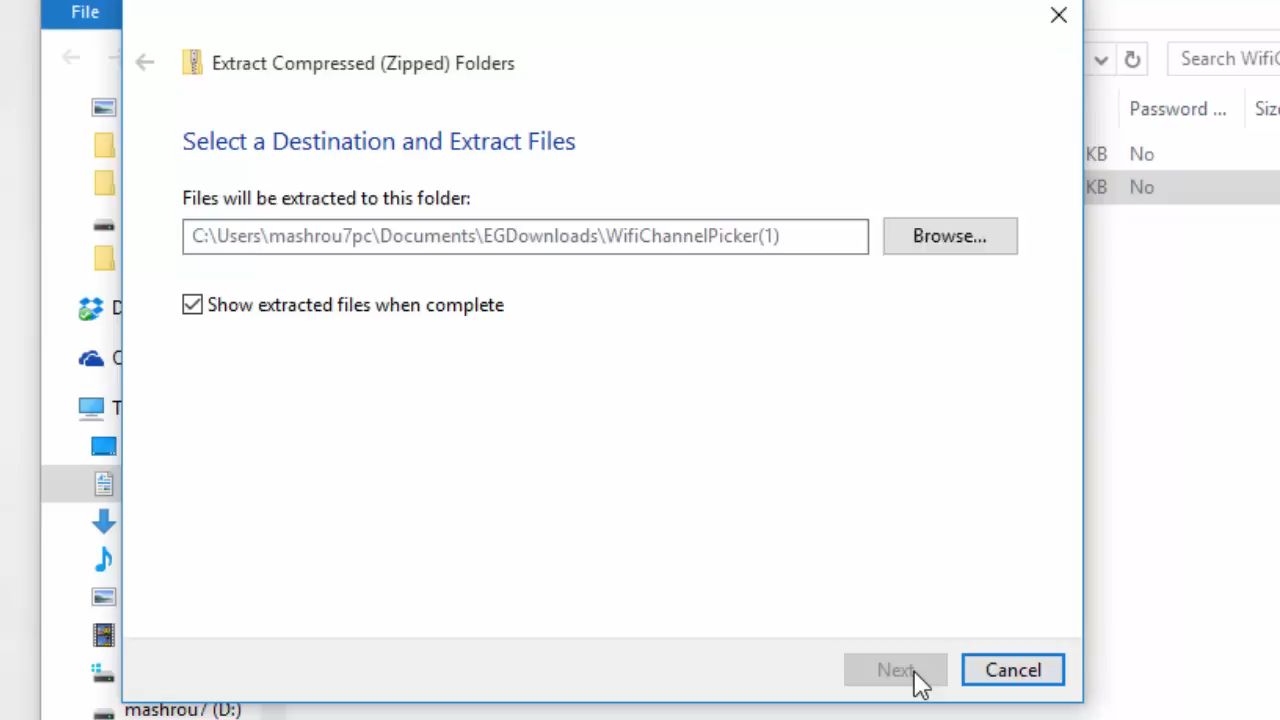 File
Extract Compressed (Zipped) Folders
Search Wifi
Password ...
Select a Destination and Extract Files
KB No
KB No
Files will be extracted to this folder:
C:\Users\mashrou7pc\Documents\EGDownloads\WifiChannelPicker(1)
Browse...
Show extracted files when complete
Next
Cancel
mashrou7 (D:)